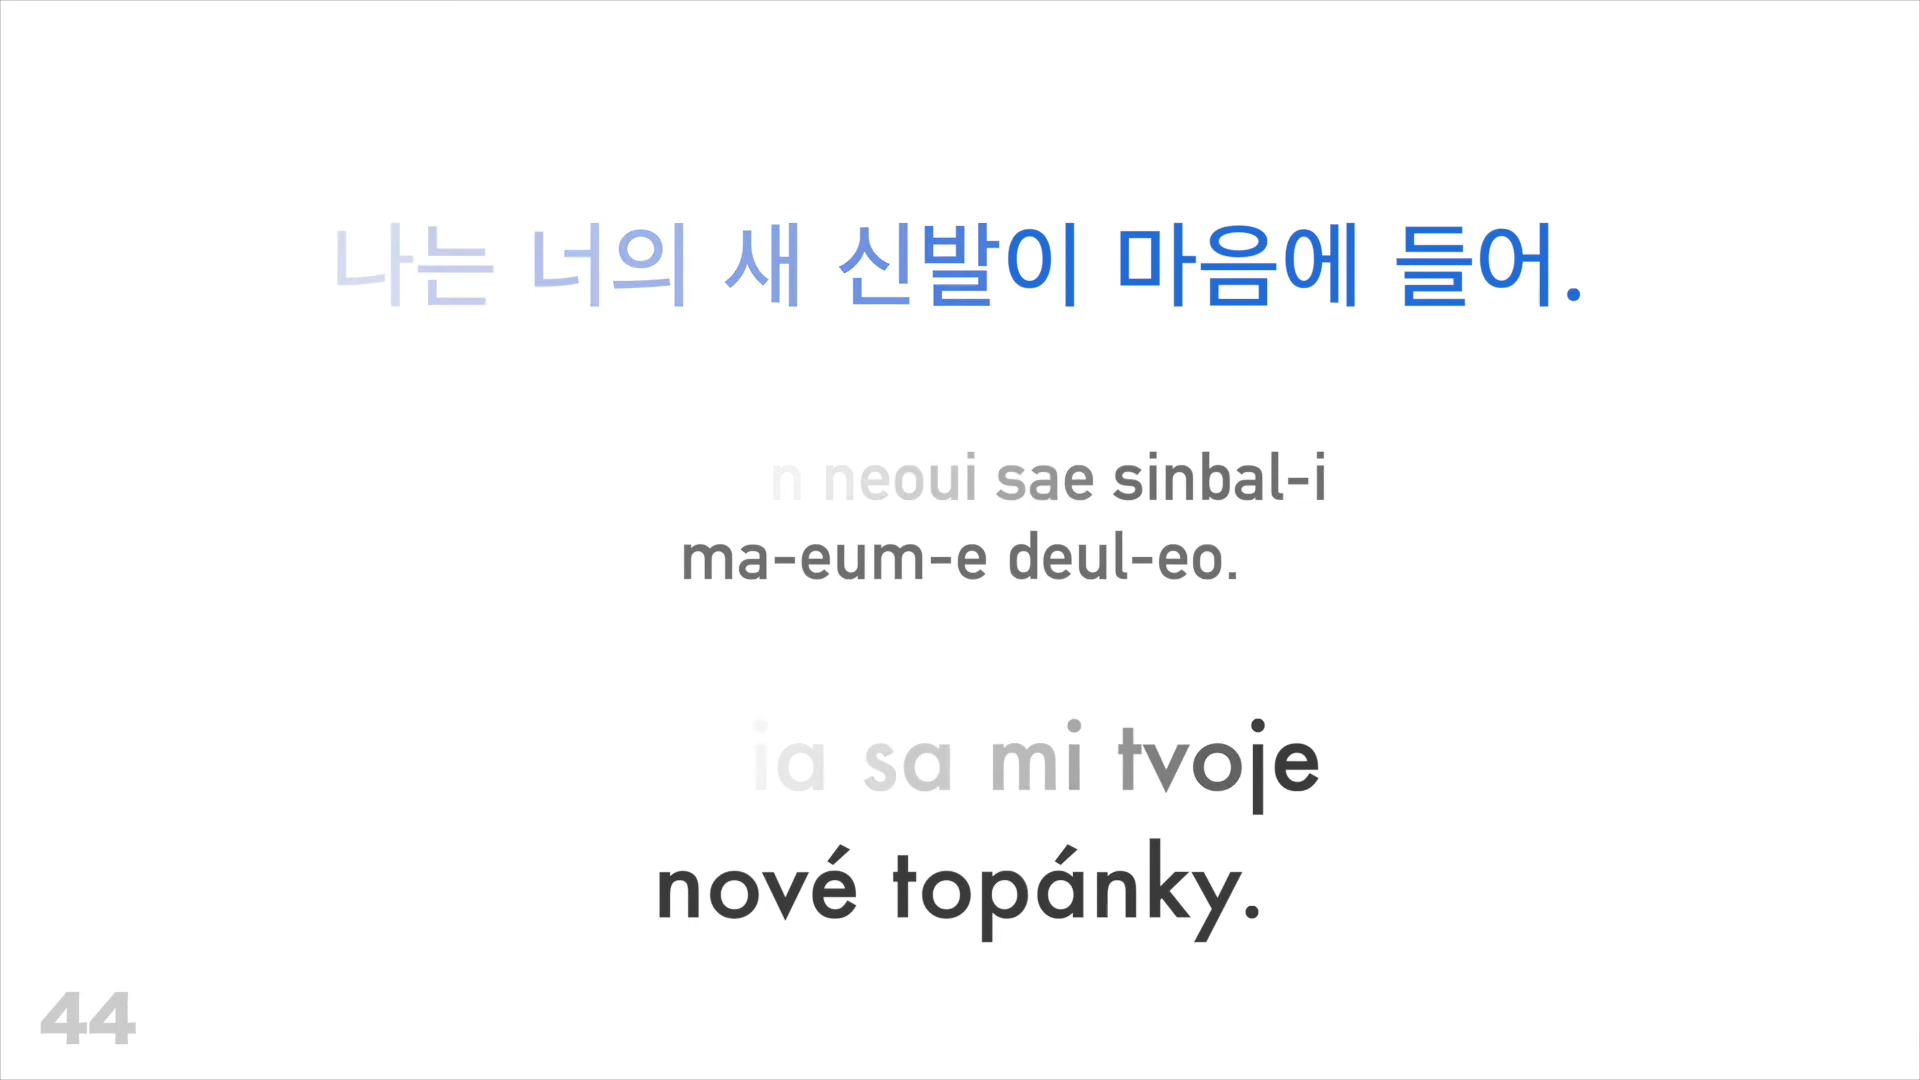 나는 너의 새 신발이 마음에 들어.
n neoui sae sinbal-i
ma-eum-e deul-eo.
ia sa mi tvoje
nové topánky.
44